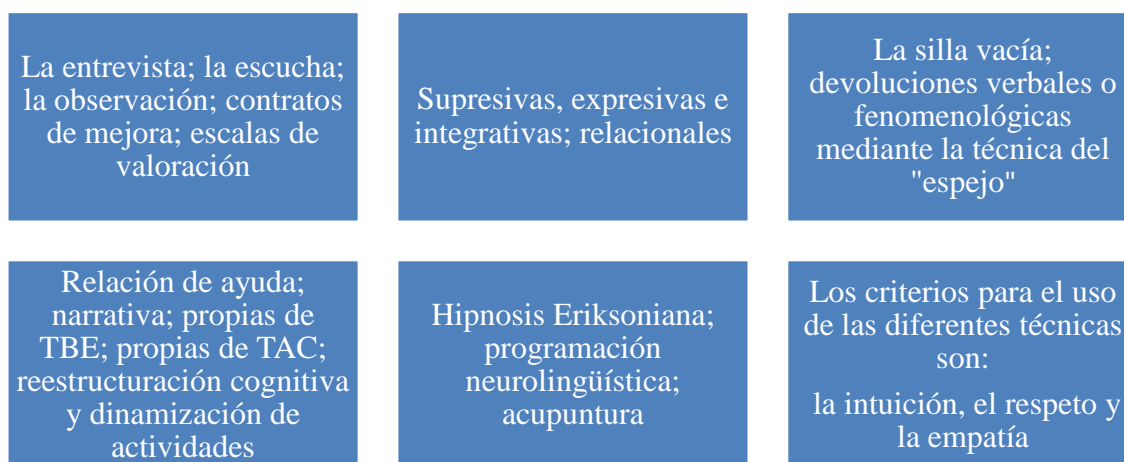 La entrevista; la escucha;
la observación; contratos
de mejora; escalas de
valoración
Supresivas, expresivas e
integrativas; relacionales
La silla vacía;
devoluciones verbales o
fenomenológicas
mediante la técnica del
"espejo"
Relación de ayuda;
narrativa; propias de
TBE; propias de TAC;
reestructuración cognitiva
y dinamización de
actividades
Hipnosis Eriksoniana;
programación
neurolingüística;
acupuntura
Los criterios para el uso
de las diferentes técnicas
son:
la intuición, el respeto y
la empatía